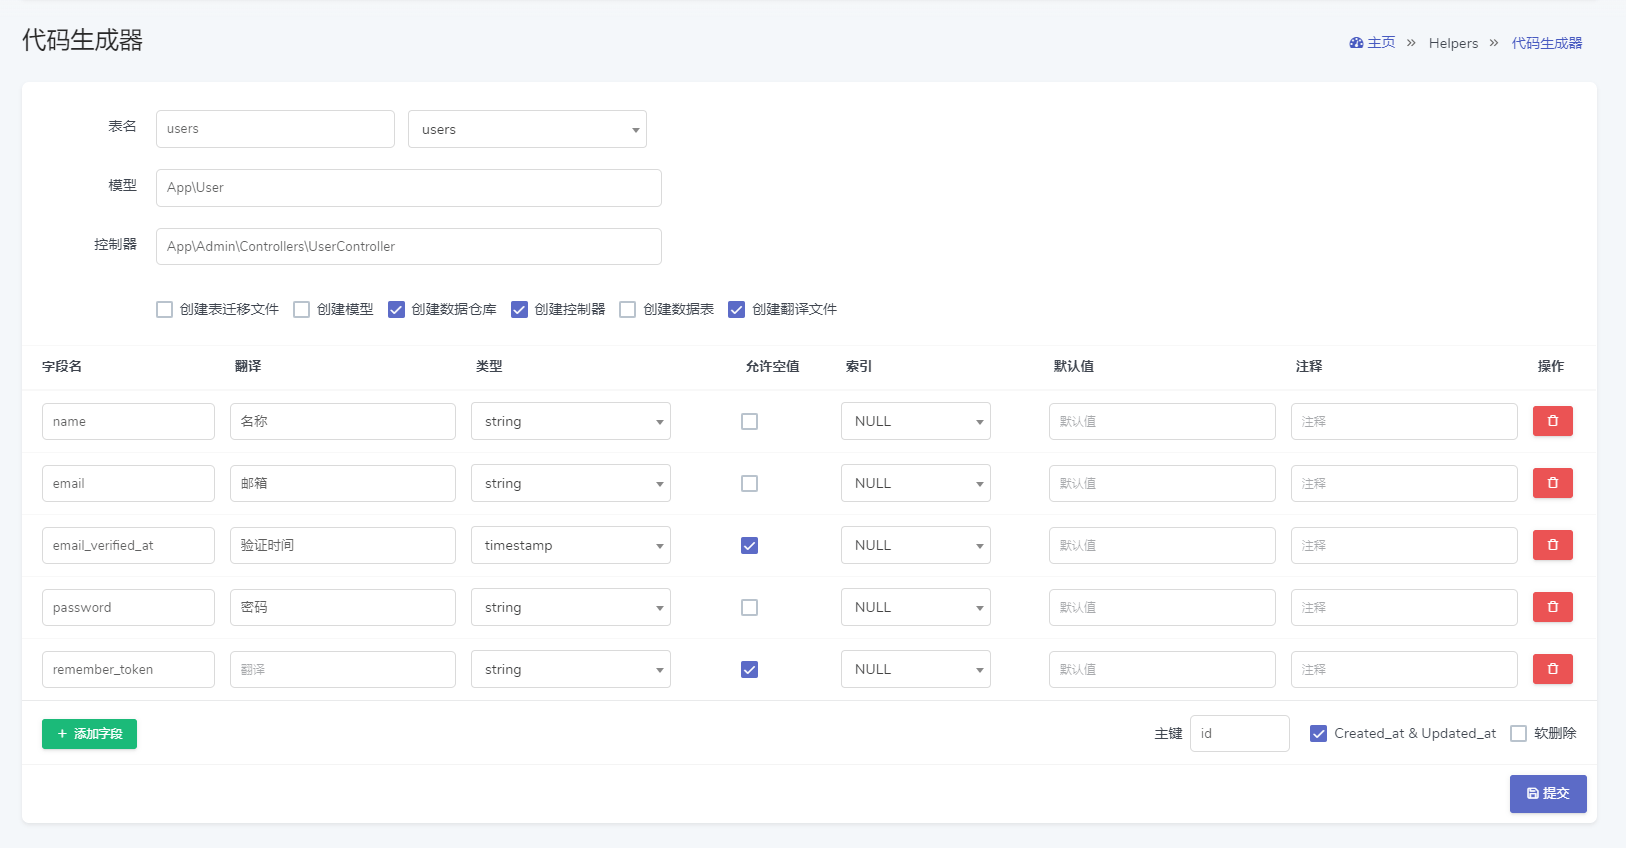 代码生成器
主页 » Helpers » 代码生成器
表名 users users
模型 App\User
控制器 App\Admin\Controllers\UserController
创建表迁移文件 创建模型 创建数据仓库 创建控制器 创建数据表 创建翻译文件
字段名 翻译 类型 允许空值 索引 默认值 注释 操作
name 名称 string NULL 默认值 注释
email 邮箱 string NULL 默认值 注释
email_verified_at 验证时间 timestamp NULL 默认值 注释
password 密码 string NULL 默认值 注释
remember_token 翻译 string NULL 默认值 注释
+ 添加字段 主键 id Created_at & Updated_at 软删除
提交